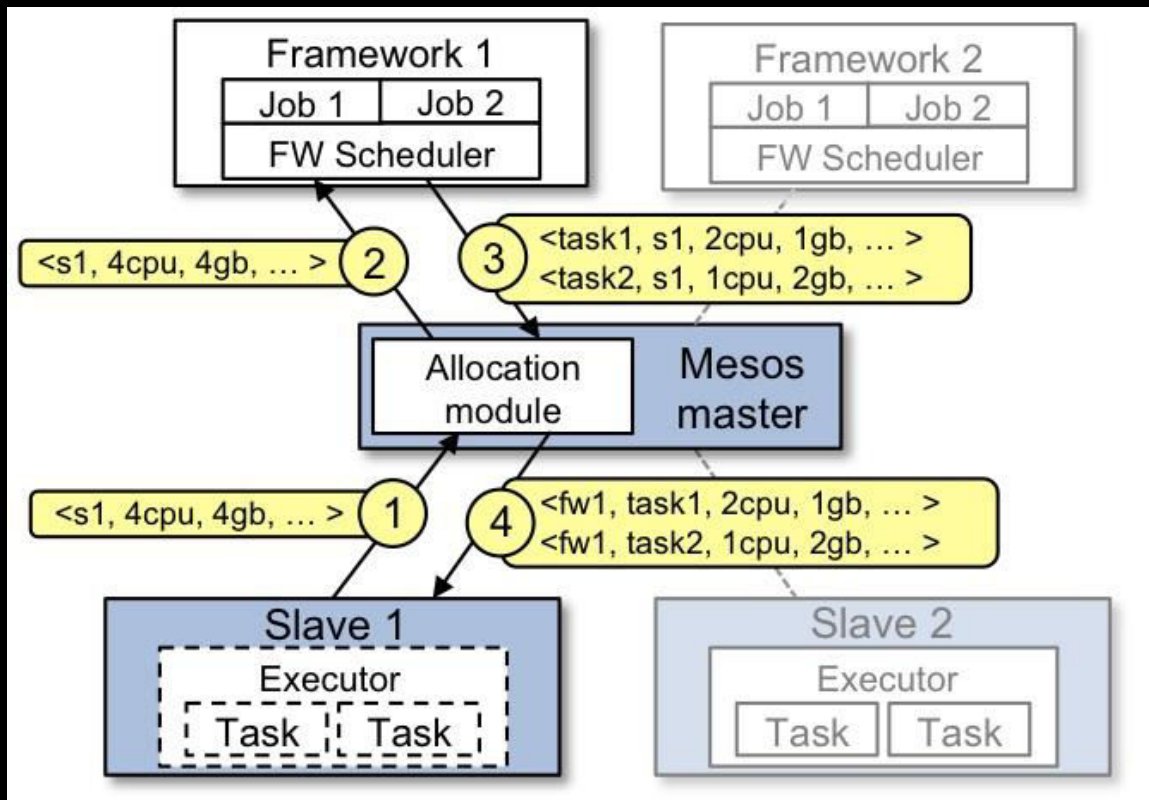 Framework 1
Job 1 Job 2
FW Scheduler
Framework 2
Job 1 Job 2
FW Scheduler
<s1, 4cpu, 4gb, … >
2
3
<task1, s1, 2cpu, 1gb, … >
<task2, s1, 1cpu, 2gb, … >
Allocation
module
Mesos
master
<s1, 4cpu, 4gb, … >
1
4
<fw1, task1, 2cpu, 1gb, … >
<fw1, task2, 1cpu, 2gb, … >
Slave 1
Executor
Task Task
Slave 2
Executor
Task Task